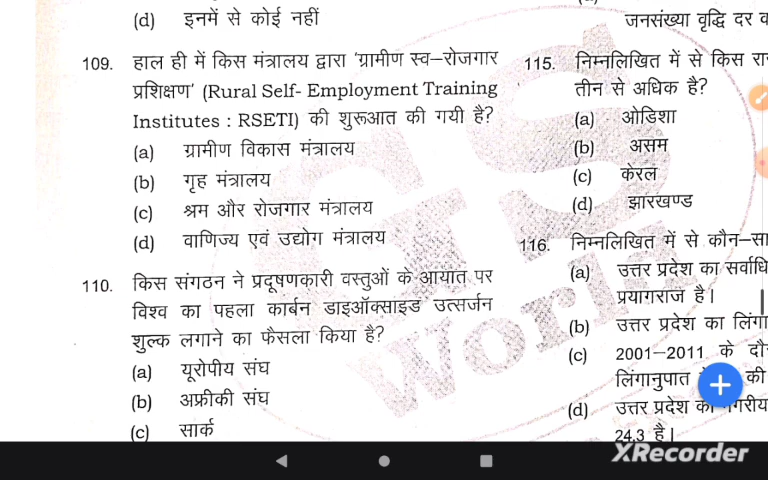 (d) इनमें से कोई नहीं
109. हाल ही में किस मंत्रालय द्वारा 'ग्रामीण स्व–रोजगार
प्रशिक्षण' (Rural Self- Employment Training
Institutes : RSETI) की शुरूआत की गयी है?
(a) ग्रामीण विकास मंत्रालय
(b) गृह मंत्रालय
(c) श्रम और रोजगार मंत्रालय
(d) वाणिज्य एवं उद्योग मंत्रालय
110. किस संगठन ने प्रदूषणकारी वस्तुओं के आयात पर
विश्व का पहला कार्बन डाइऑक्साइड उत्सर्जन
शुल्क लगाने का फैसला किया है?
(a) यूरोपीय संघ
(b) अफ्रीकी संघ
(c) सार्क
जनसंख्या वृद्धि दर
115. निम्नलिखित में से किस
तीन से अधिक है?
(a) ओडिशा
(b) असम
(c) केरल
(d) झारखण्ड
116. निम्नलिखित में से कौन–सा
(a) उत्तर प्रदेश का सर्वाधि
प्रयागराज है।
(b) उत्तर प्रदेश का लिंगा
(c) 2001–2011 के दौ
लिंगानुपात की
(d) उत्तर प्रदेश
24.3 है।
GS
World
XRecorder